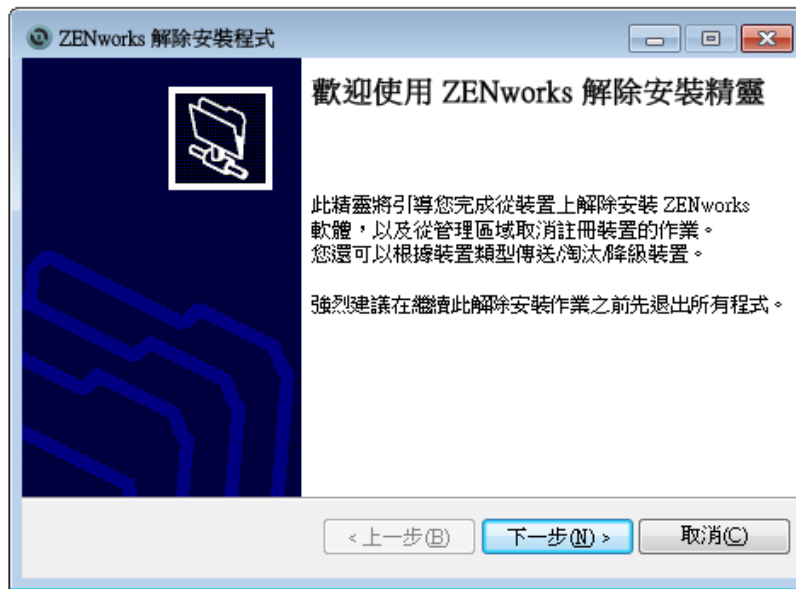 ZENworks 解除安裝程式
歡迎使用 ZENworks 解除安裝精靈
此精靈將引導您完成從裝置上解除安裝 ZENworks
軟體，以及從管理區域取消註冊裝置的作業。
您還可以根據裝置類型傳送/淘汰/降級裝置。
強烈建議在繼續此解除安裝作業之前先退出所有程式。
<上一步(B)
下一步(N) >
取消(C)